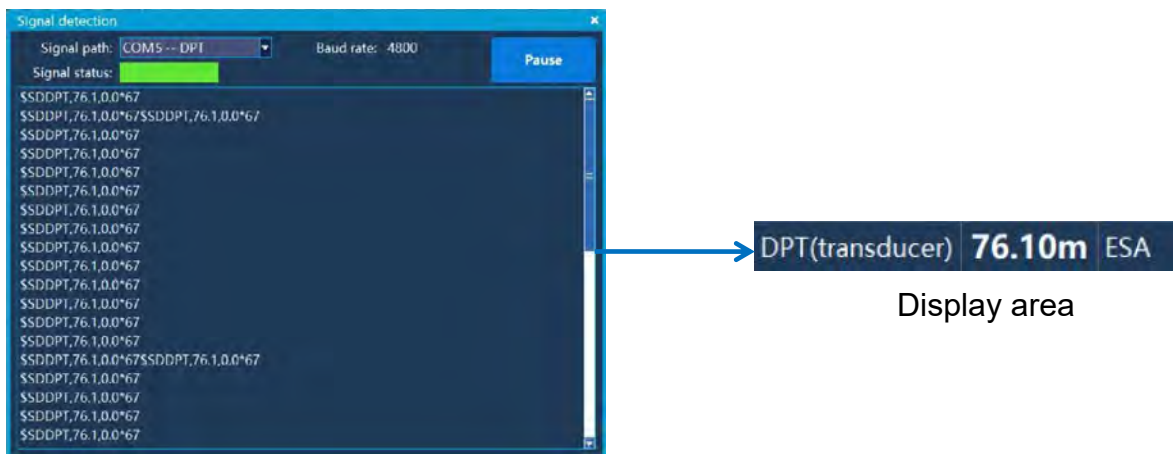 Signal detection ×
Signal path: COM5 -- DPT Baud rate: 4800 Pause
Signal status:
$SDDPT,76.1,0.0*67
$SDDPT,76.1,0.0*67$SDDPT,76.1,0.0*67
$SDDPT,76.1,0.0*67
$SDDPT,76.1,0.0*67
$SDDPT,76.1,0.0*67
$SDDPT,76.1,0.0*67
$SDDPT,76.1,0.0*67
$SDDPT,76.1,0.0*67
$SDDPT,76.1,0.0*67
$SDDPT,76.1,0.0*67
$SDDPT,76.1,0.0*67
$SDDPT,76.1,0.0*67
$SDDPT,76.1,0.0*67
$SDDPT,76.1,0.0*67
$SDDPT,76.1,0.0*67$SDDPT,76.1,0.0*67
$SDDPT,76.1,0.0*67
$SDDPT,76.1,0.0*67
$SDDPT,76.1,0.0*67
$SDDPT,76.1,0.0*67
DPT(transducer) 76.10m ESA
Display area